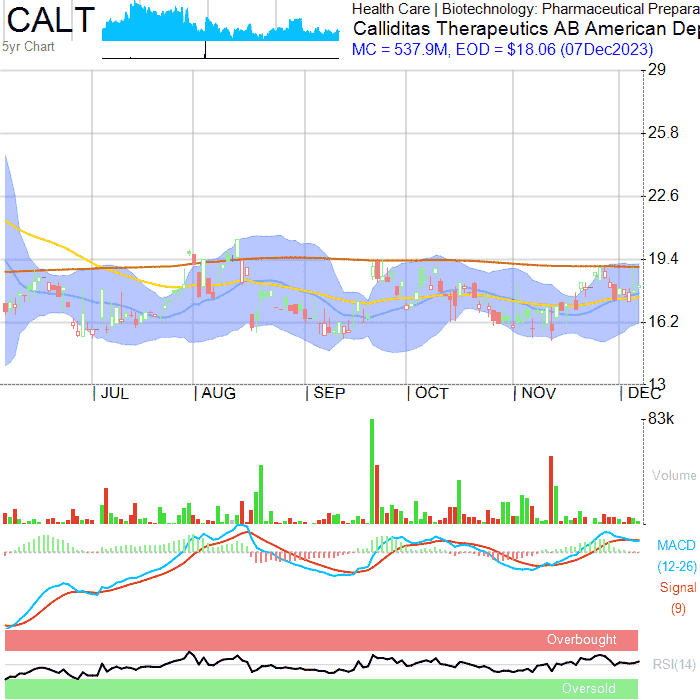 CALT
5yr Chart
Health Care | Biotechnology: Pharmaceutical Prepara
Calliditas Therapeutics AB American Dep
MC = 537.9M, EOD = $18.06 (07Dec2023)
29
25.8
22.6
19.4
16.2
13
| JUL | AUG | SEP | OCT | NOV | DEC
83k
Volume
MACD
(12-26)
Signal
(9)
Overbought
RSI(14)
Oversold